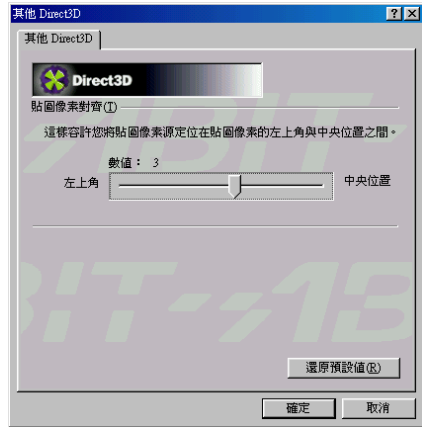 其他 Direct3D
其他 Direct3D
Direct3D
貼圖像素對齊(T)
這樣容許您將貼圖像素源定位在貼圖像素的左上角與中央位置之間。
數值： 3
左上角
中央位置
ABIT
BIT
AB
還原預設值(R)
確定
取消